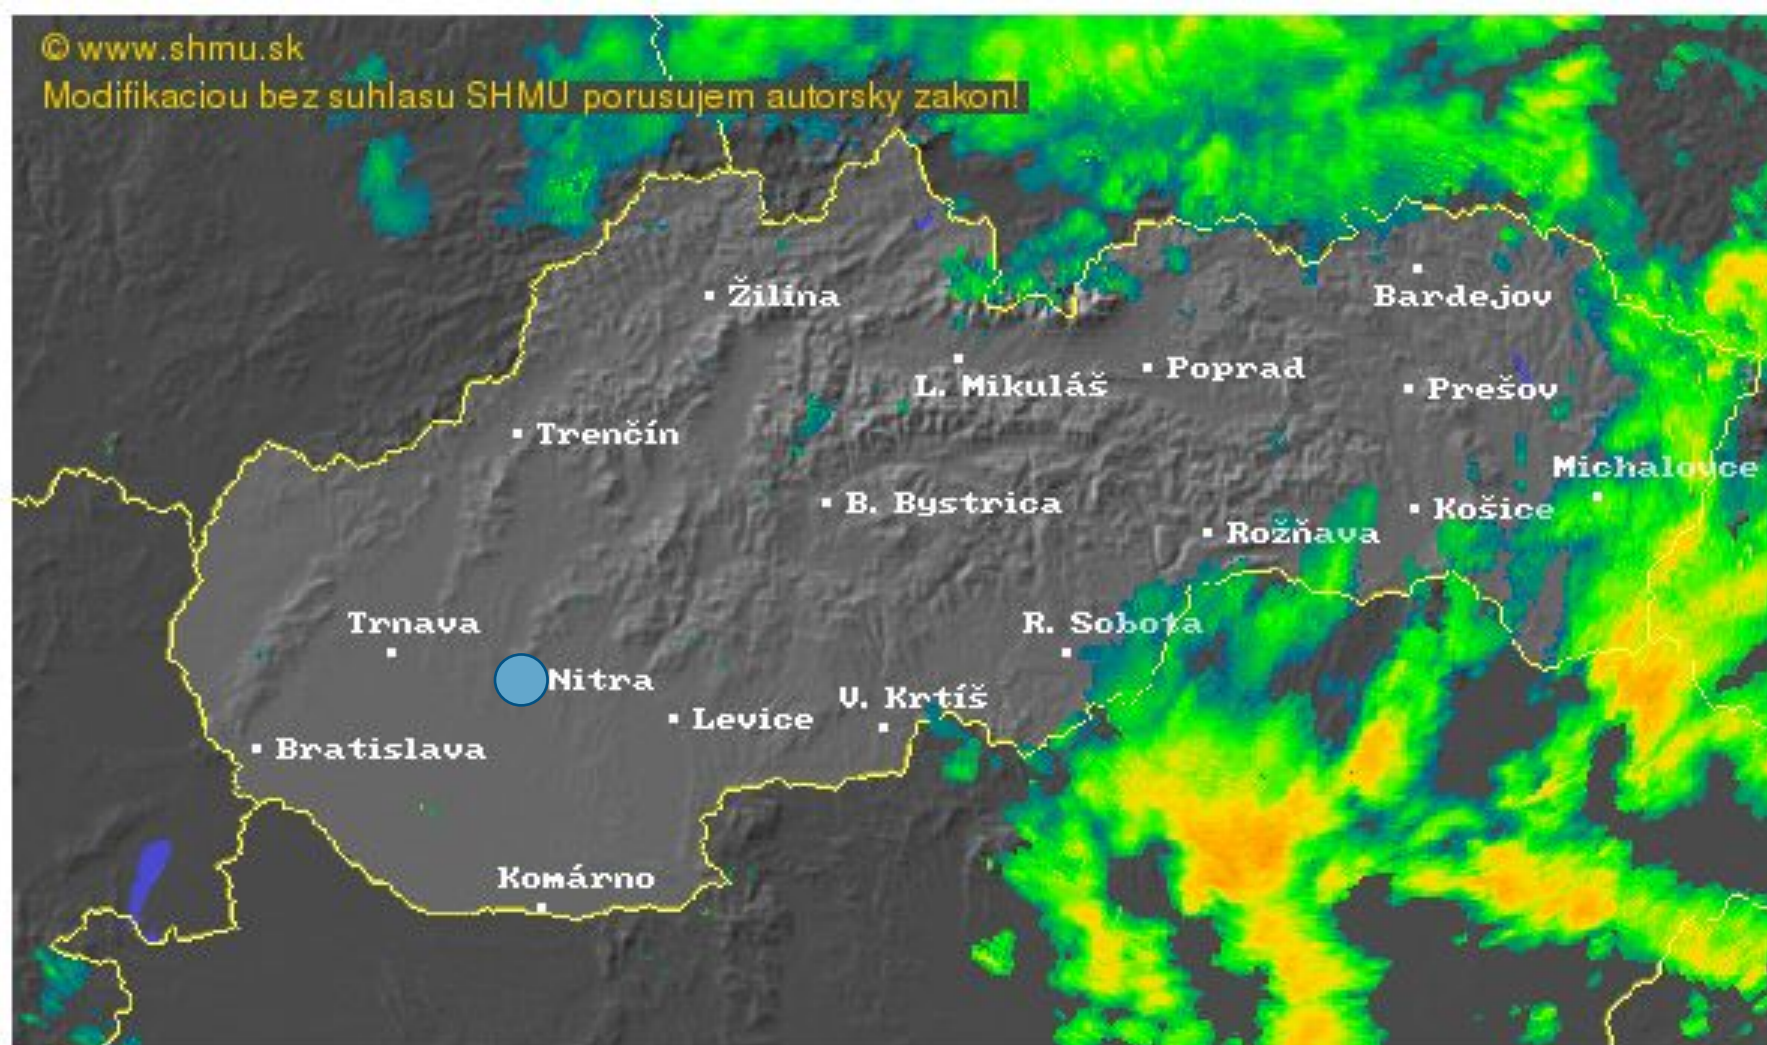 © www.shmu.sk
Modifikaciou bez suhlasu SHMU porusujem autorsky zakon!
Žilina
Bardejov
L. Mikuláš
Poprad
Prešov
Trenčín
Michalovce
B. Bystrica
Košice
Rožňava
Trnava
R. Sobota
Nitra
V. Krtíš
Levice
Bratislava
Komárno